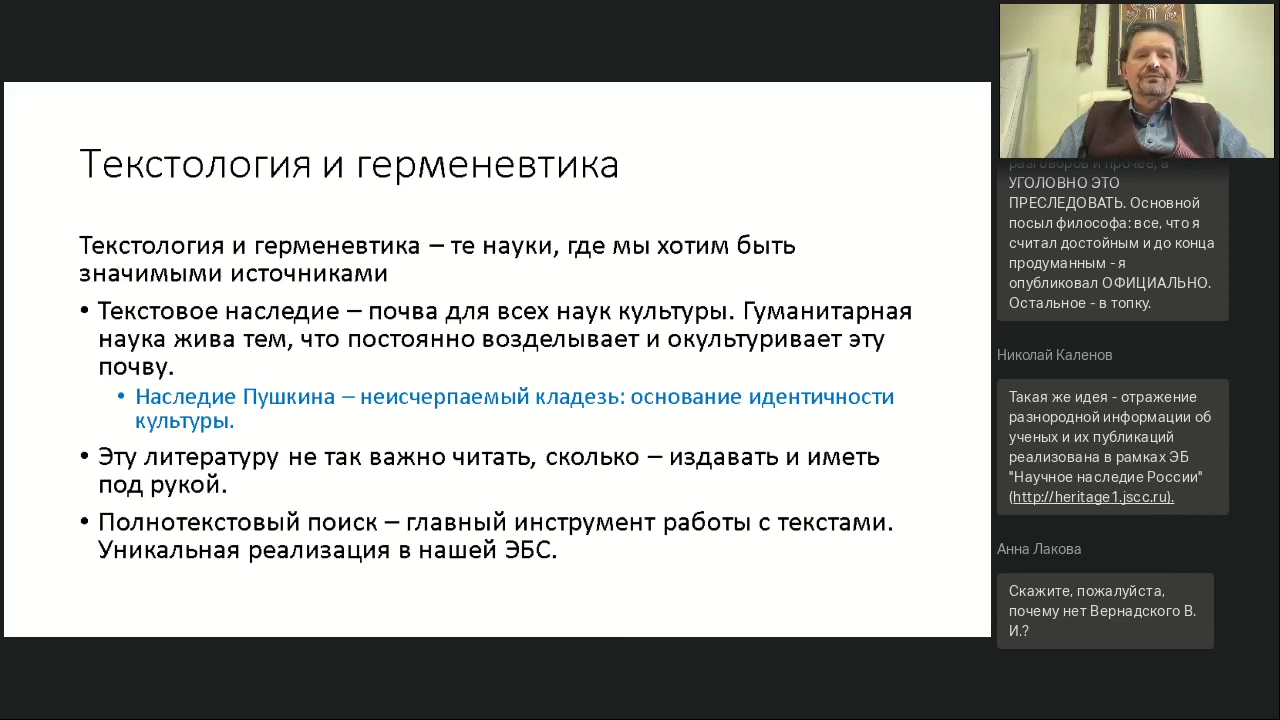 Текстология и герменевтика
Текстология и герменевтика – те науки, где мы хотим быть
значимыми источниками
• Текстовое наследие – почва для всех наук культуры. Гуманитарная
наука жива тем, что постоянно возделывает и окультуривает эту
почву.
• Наследие Пушкина – неисчерпаемый кладезь: основание идентичности
культуры.
• Эту литературу не так важно читать, сколько – издавать и иметь
под рукой.
• Полнотекстовый поиск – главный инструмент работы с текстами.
Уникальная реализация в нашей ЭБС.
разговоров и прочее, а
УГОЛОВНО ЭТО
ПРЕСЛЕДОВАТЬ. Основной
посыл философа: все, что я
считал достойным и до конца
продуманным - я
опубликовал ОФИЦИАЛЬНО.
Остальное - в топку.
Николай Каленов
Такая же идея - отражение
разнородной информации об
ученых и их публикаций
реализована в рамках ЭБ
"Научное наследие России"
(http://heritage1.jscc.ru).
Анна Лакова
Скажите, пожалуйста,
почему нет Вернадского В.
И.?